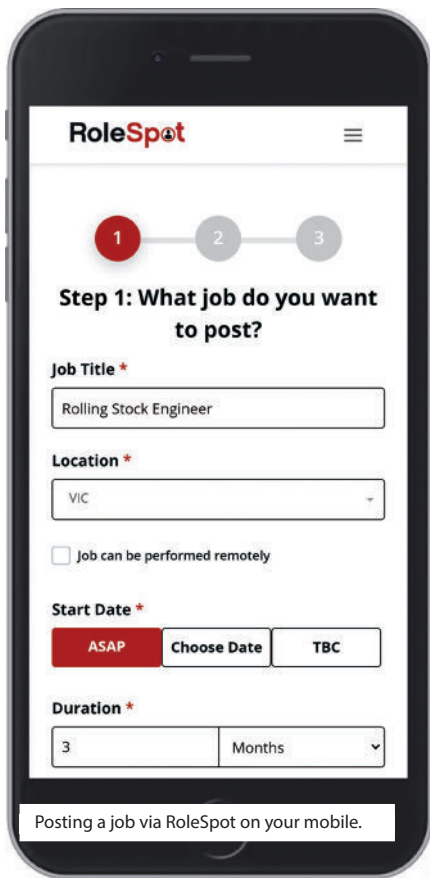 RoleSpot
1 2 3
Step 1: What job do you want
to post?
Job Title *
Rolling Stock Engineer
Location *
VIC
Job can be performed remotely
Start Date *
ASAP Choose Date TBC
Duration *
3 Months
Posting a job via RoleSpot on your mobile.